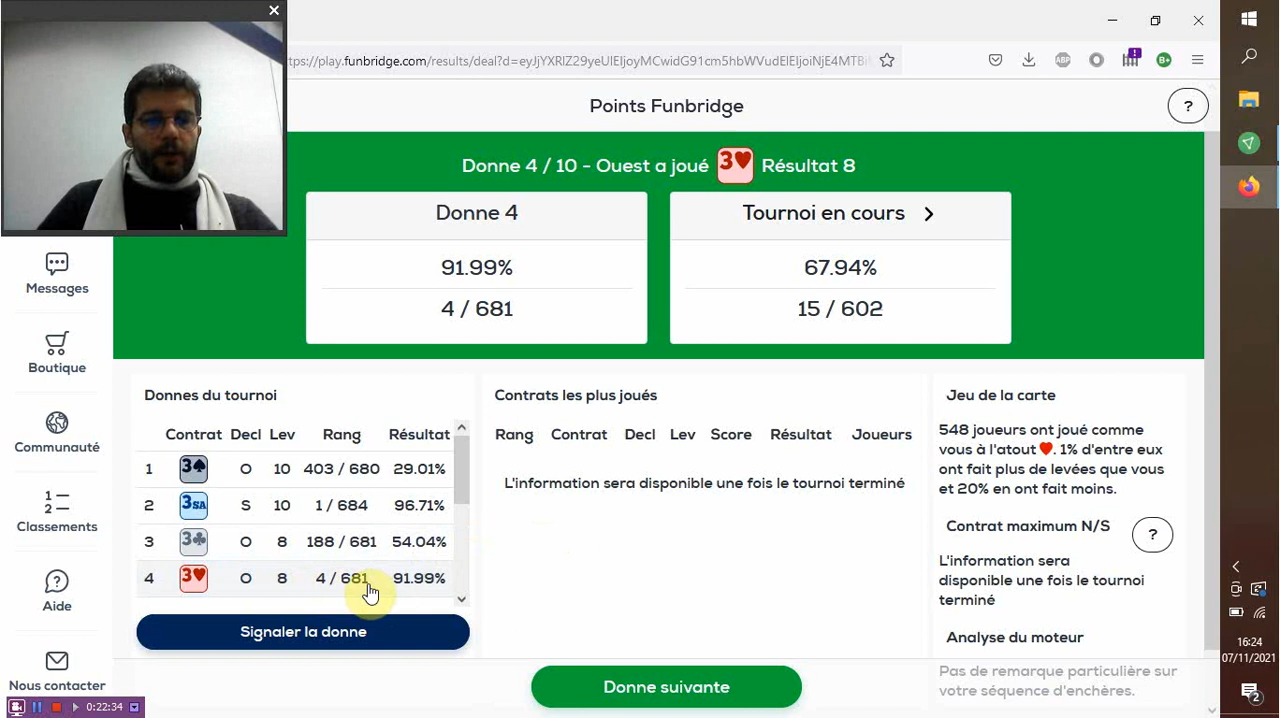 Points Funbridge
?
Donne 4 / 10 - Ouest a joué 3♥ Résultat 8
Donne 4
91.99%
4 / 681
Tournoi en cours >
67.94%
15 / 602
Messages
Boutique
Communauté
Classements
Aide
Nous contacter
Donnes du tournoi
Contrat Decl Lev Rang Résultat
1 3♠ O 10 403 / 680 29.01%
2 3SA S 10 1 / 684 96.71%
3 3♣ O 8 188 / 681 54.04%
4 3♥ O 8 4 / 681 91.99%
Signaler la donne
Contrats les plus joués
Rang Contrat Decl Lev Score Résultat Joueurs
L'information sera disponible une fois le tournoi terminé
Jeu de la carte
548 joueurs ont joué comme
vous à l'atout ♥. 1% d'entre eux
ont fait plus de levées que vous
et 20% en ont fait moins.
Contrat maximum N/S
?
L'information sera
disponible une fois le tournoi
terminé
Analyse du moteur
Pas de remarque particulière sur
votre séquence d'enchères.
Donne suivante
0:22:34
ABP
16:24
07/11/2021
2